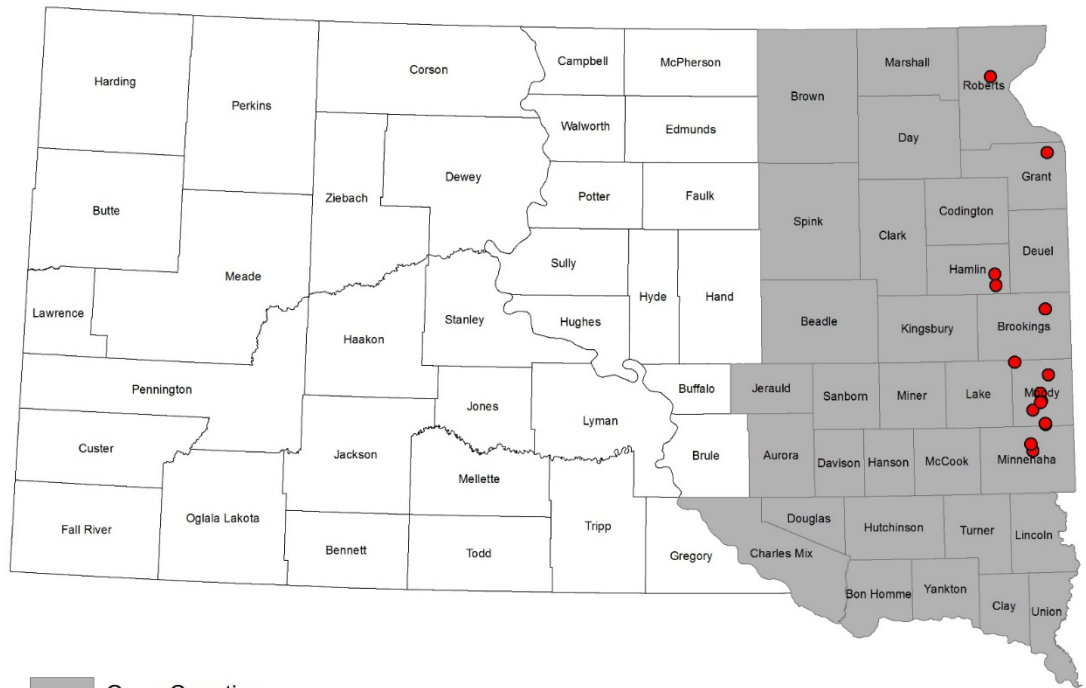 Harding
Perkins
Corson
Campbell
McPherson
Brown
Marshall
Roberts
Walworth
Edmunds
Day
Grant
Butte
Ziebach
Dewey
Potter
Faulk
Spink
Clark
Codington
Deuel
Meade
Sully
Hyde
Hand
Hamlin
Lawrence
Haakon
Stanley
Hughes
Beadle
Kingsbury
Brookings
Pennington
Jones
Lyman
Buffalo
Jerauld
Sanborn
Miner
Lake
Moody
Custer
Jackson
Mellette
Brule
Aurora
Davison
Hanson
McCook
Minnehaha
Fall River
Oglala Lakota
Bennett
Todd
Tripp
Gregory
Charles Mix
Douglas
Hutchinson
Turner
Lincoln
Bon Homme
Yankton
Clay
Union